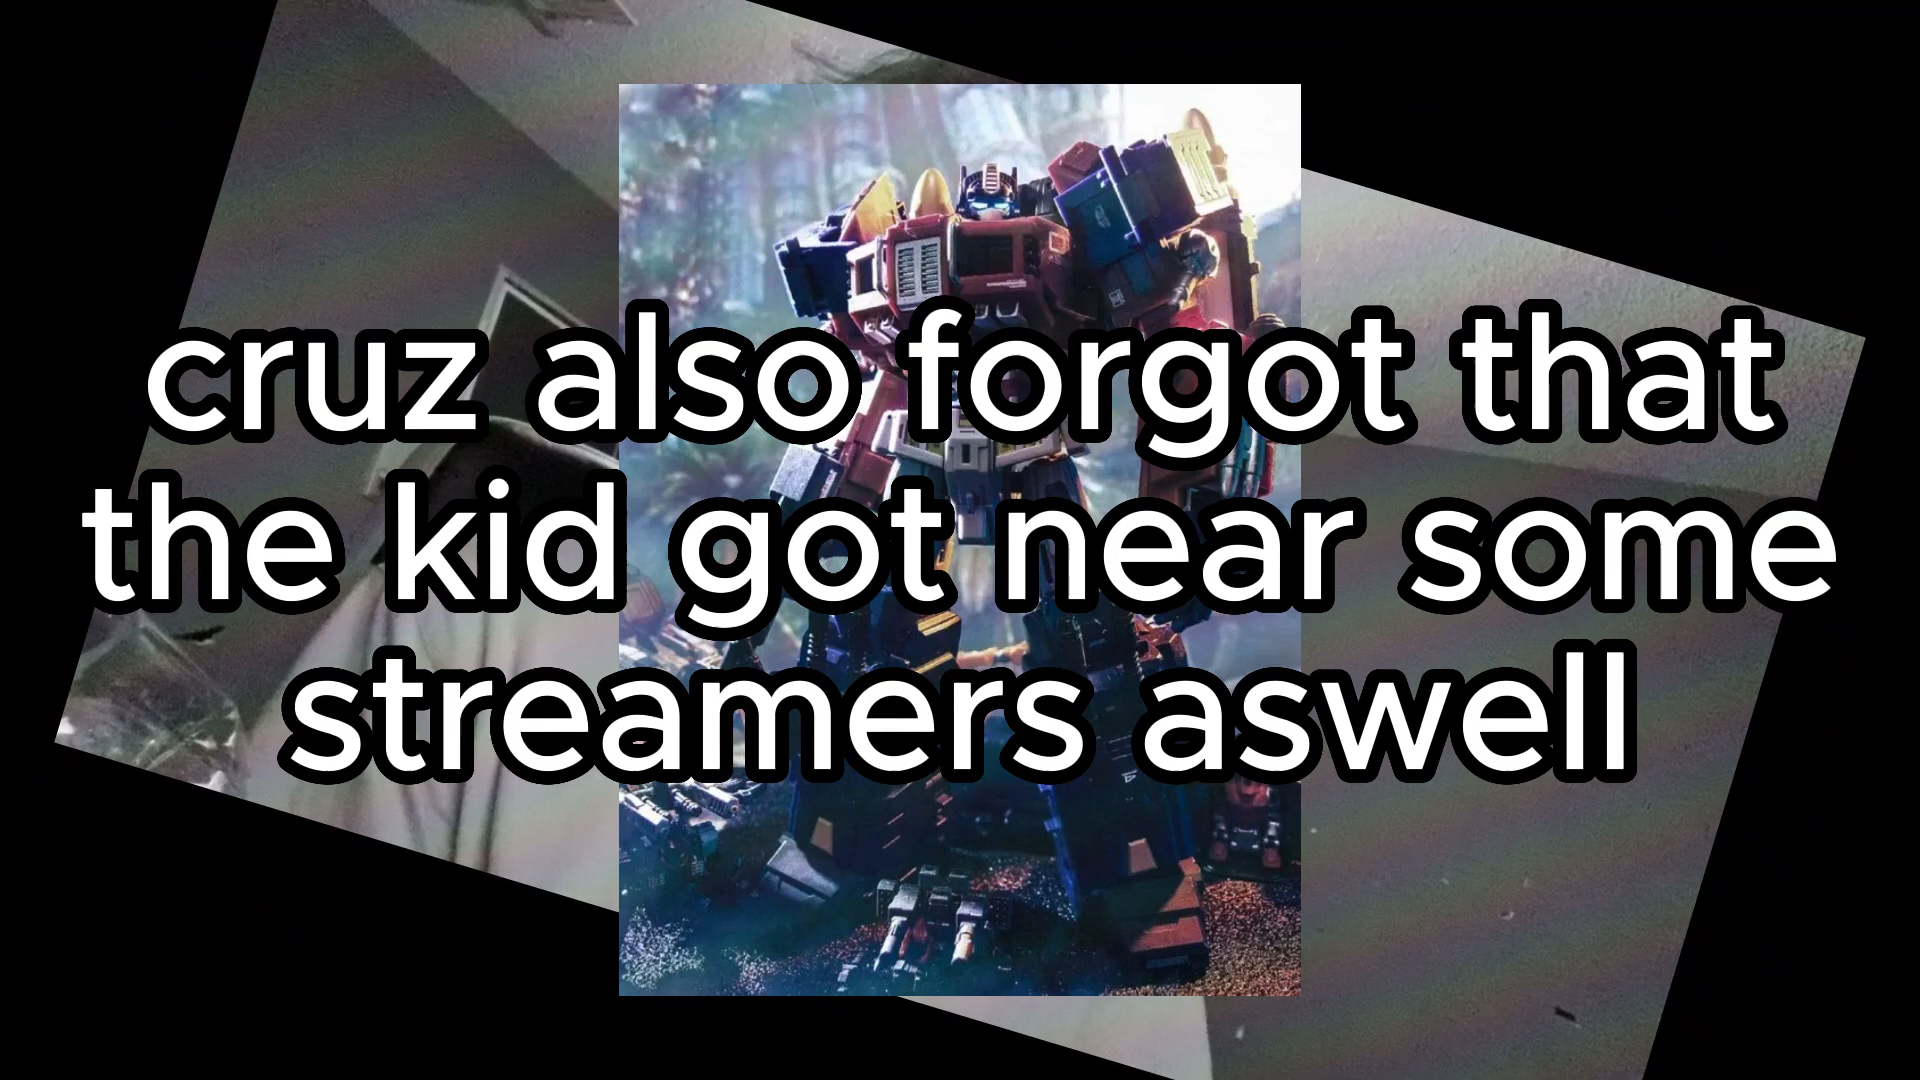 cruz also forgot that
the kid got near some
streamers aswell